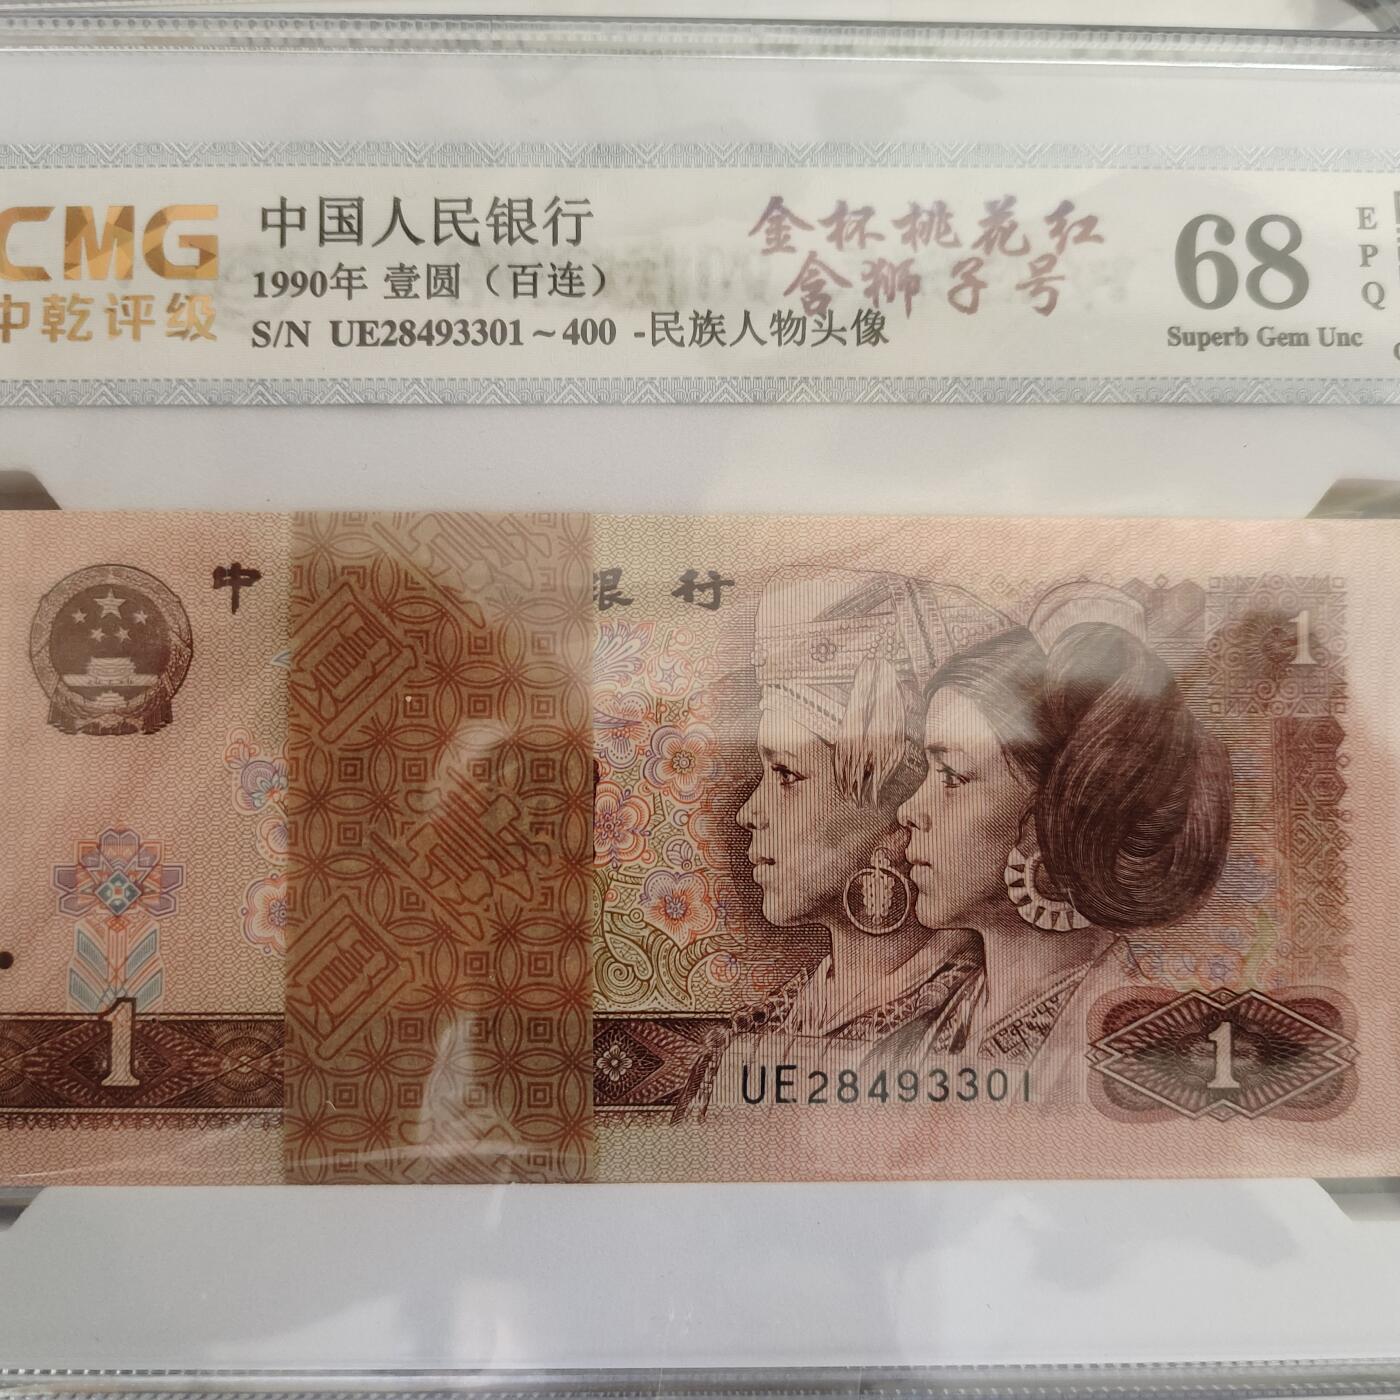 CMG
中乾评级
中国人民银行
1990年 壹圆（百连）
S/N UE28493301～400 -民族人物头像
金杯桃花红
含狮子号
68
Superb Gem Unc
E
P
Q
中
银行
1
1
1
UE28493301